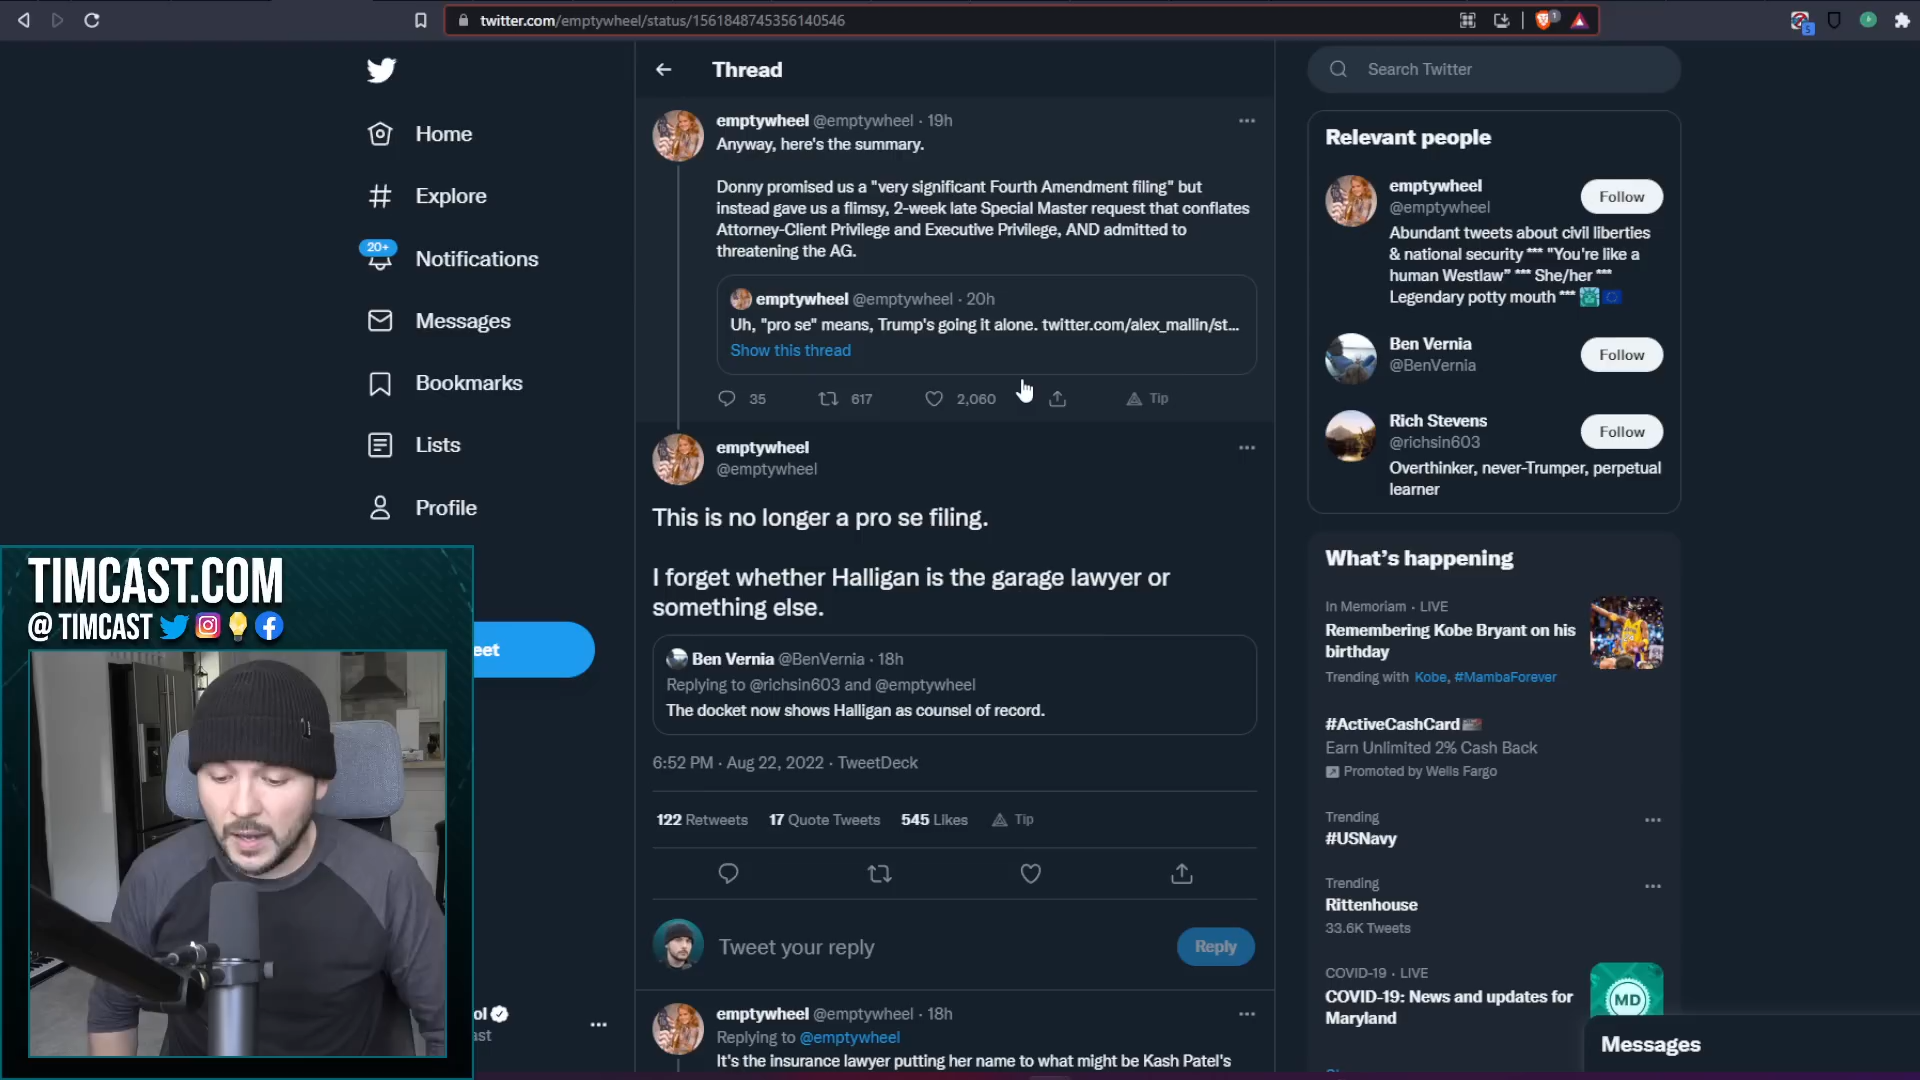 twitter.com/emptywheel/status/1561848745356140546
Home
Explore
20+
Notifications
Messages
Bookmarks
Lists
Profile
eet
TIMCAST.COM
@ TIMCAST
ol
ast
Thread
emptywheel @emptywheel · 19h
Anyway, here's the summary.
Donny promised us a "very significant Fourth Amendment filing" but
instead gave us a flimsy, 2-week late Special Master request that conflates
Attorney-Client Privilege and Executive Privilege, AND admitted to
threatening the AG.
emptywheel @emptywheel · 20h
Uh, "pro se" means, Trump's going it alone. twitter.com/alex_mallin/st...
Show this thread
35 617 2,060 Tip
emptywheel
@emptywheel
This is no longer a pro se filing.
I forget whether Halligan is the garage lawyer or
something else.
Ben Vernia @BenVernia · 18h
Replying to @richsin603 and @emptywheel
The docket now shows Halligan as counsel of record.
6:52 PM · Aug 22, 2022 · TweetDeck
122 Retweets 17 Quote Tweets 545 Likes Tip
Tweet your reply
Reply
emptywheel @emptywheel · 18h
Replying to @emptywheel
It's the insurance lawyer putting her name to what might be Kash Patel's
Search Twitter
Relevant people
emptywheel
@emptywheel
Follow
Abundant tweets about civil liberties
& national security *** "You're like a
human Westlaw" *** She/her ***
Legendary potty mouth ***
Ben Vernia
@BenVernia
Follow
Rich Stevens
@richsin603
Follow
Overthinker, never-Trumper, perpetual
learner
What's happening
In Memoriam · LIVE
Remembering Kobe Bryant on his
birthday
Trending with Kobe, #MambaForever
#ActiveCashCard
Earn Unlimited 2% Cash Back
Promoted by Wells Fargo
Trending
#USNavy
Trending
Rittenhouse
33.6K Tweets
COVID-19 · LIVE
COVID-19: News and updates for
Maryland
MD
Messages